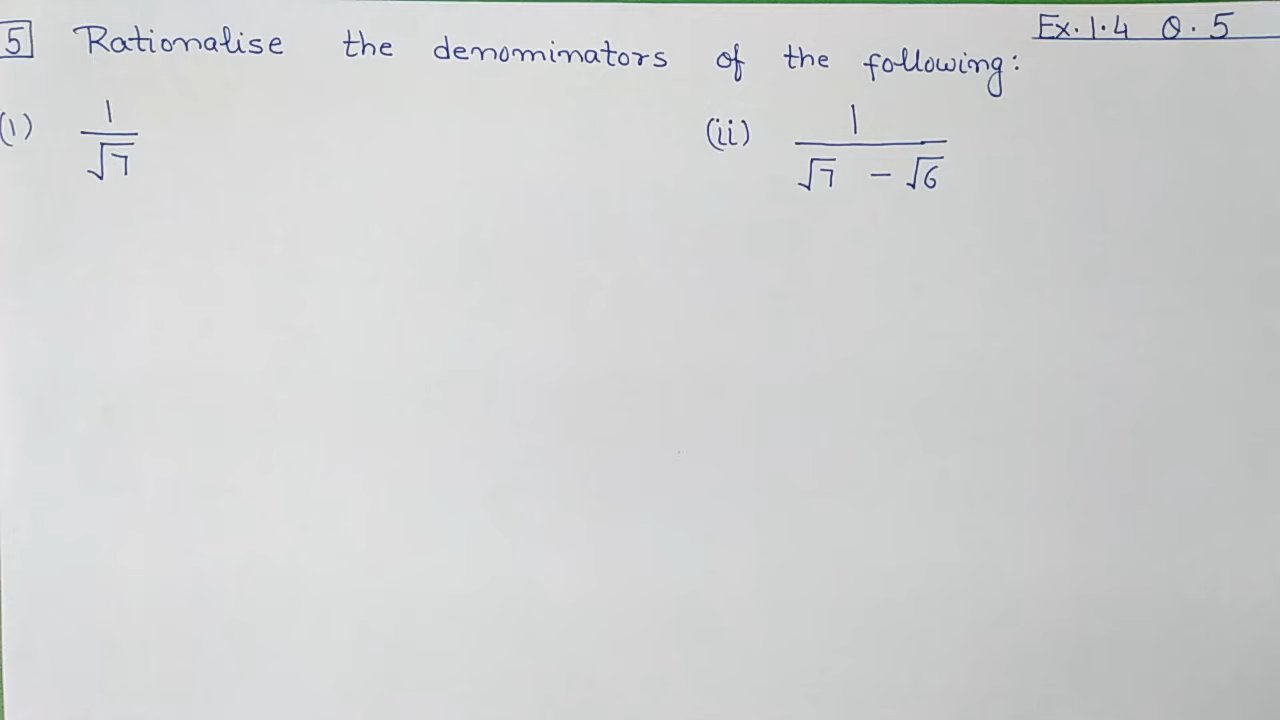 Ex. 1.4 Q.5
5 Rationalise the denominators of the following:
(i) 1/√7 (ii) 1/(√7 - √6)